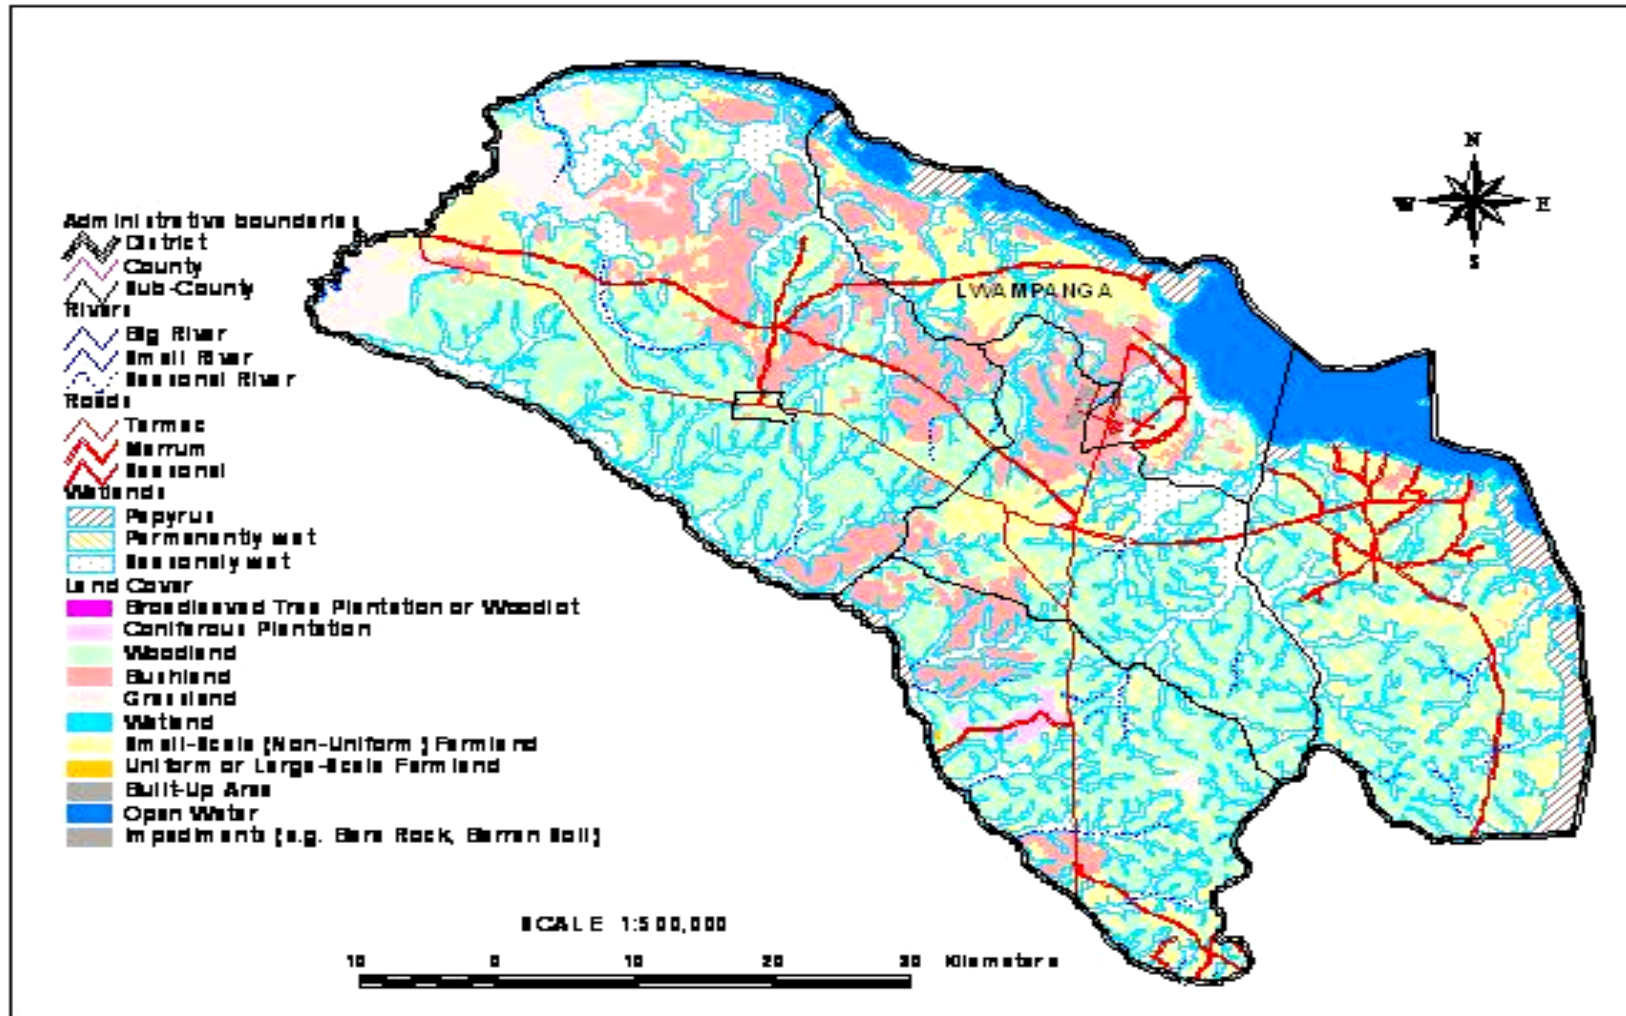 Administrative boundaries
District
County
Sub-County
Rivers
Big River
Small River
Seasonal River
Roads
Tarmac
Murrum
Seasonal
Wetlands
Papyrus
Permanently wet
Seasonely wet
Land Cover
Broadleaved Tree Plantation or Woodlot
Coniferous Plantation
Woodland
Bushland
Grassland
Wetland
Small-Scale (Non-Uniform) Farmland
Uniform or Large-Scale Farmland
Built-Up Area
Open Water
Impediments (e.g. Bare Rock, Barren Soil)
LWAMPANGA
N
W E
S
SCALE 1:500,000
10 0 10 20 30 Kilometers